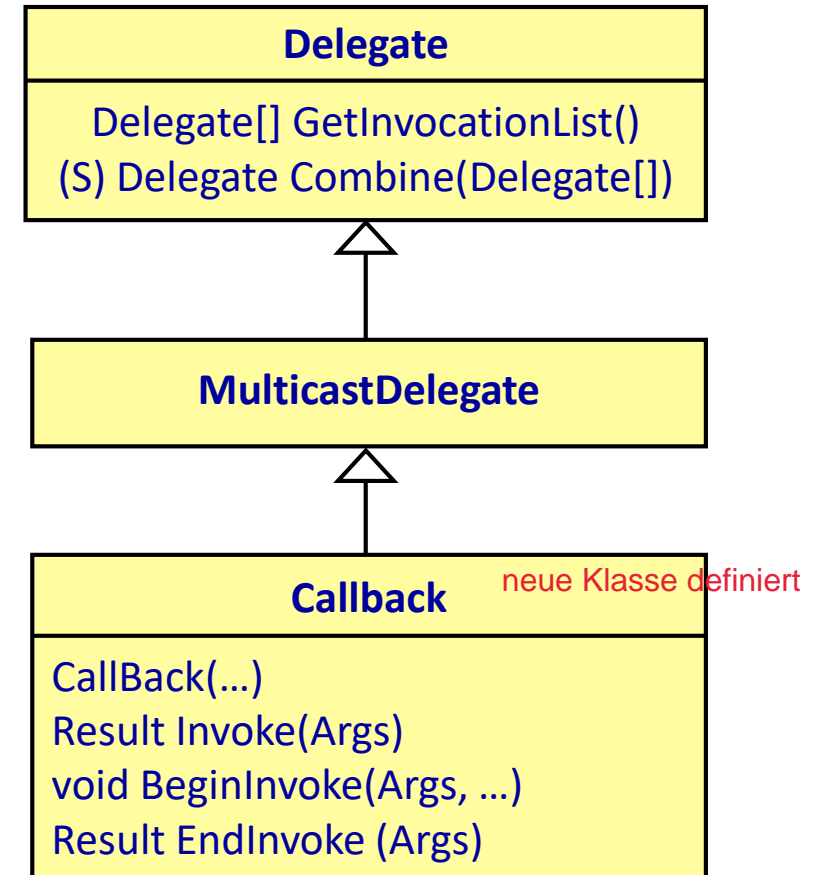 Delegate
Delegate[] GetInvocationList()
(S) Delegate Combine(Delegate[])
MulticastDelegate
Callback
neue Klasse definiert
CallBack(…)
Result Invoke(Args)
void BeginInvoke(Args, …)
Result EndInvoke (Args)